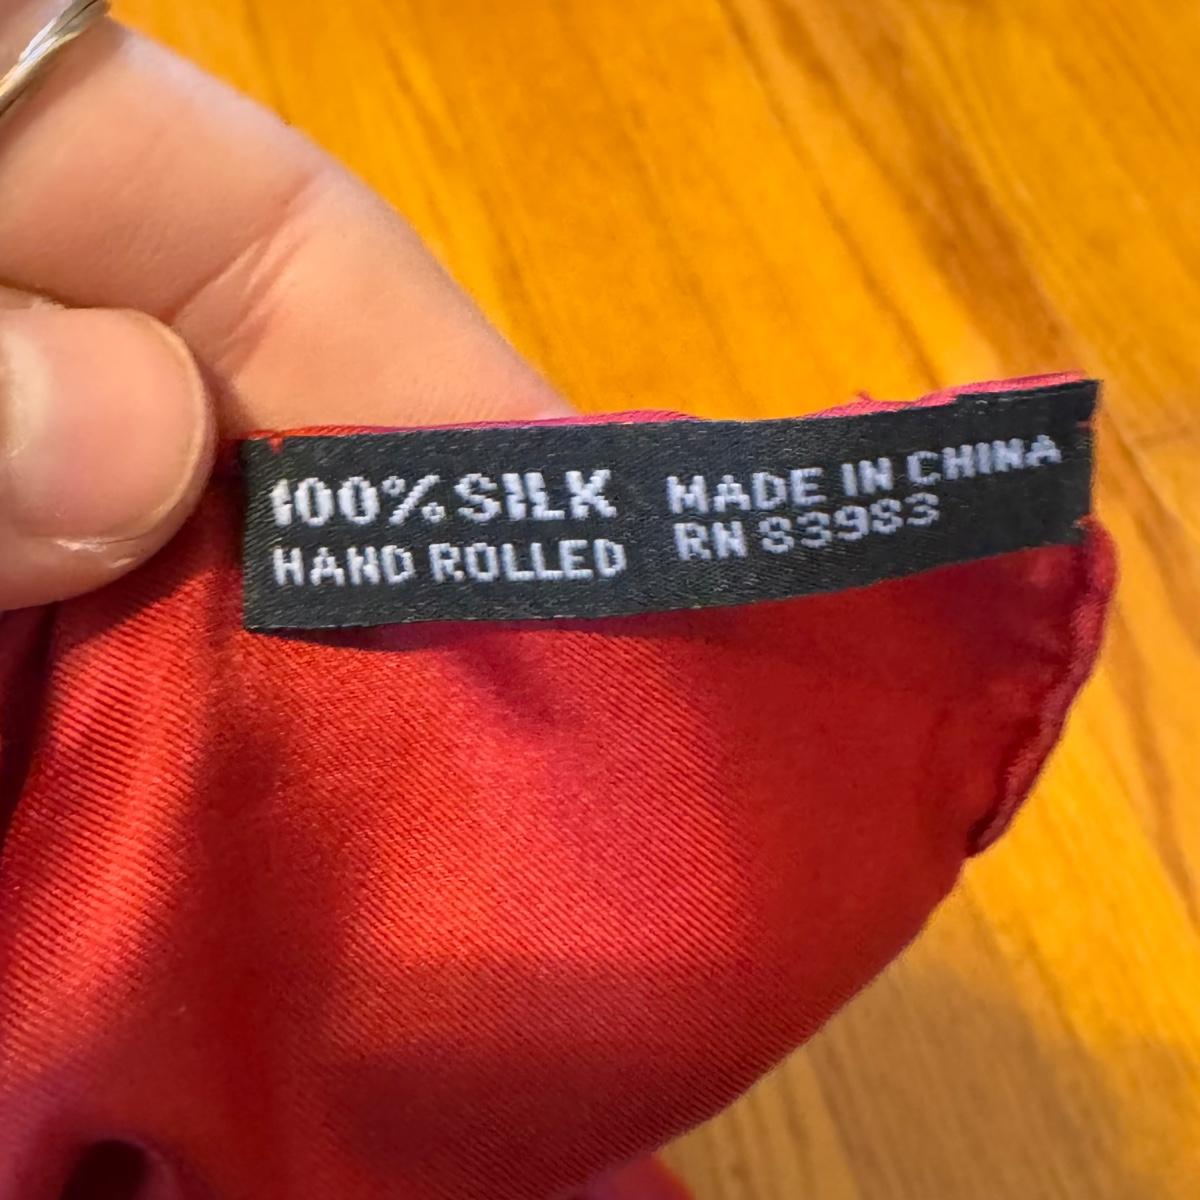 100% SILK
HAND ROLLED
MADE IN CHINA
RN 83983